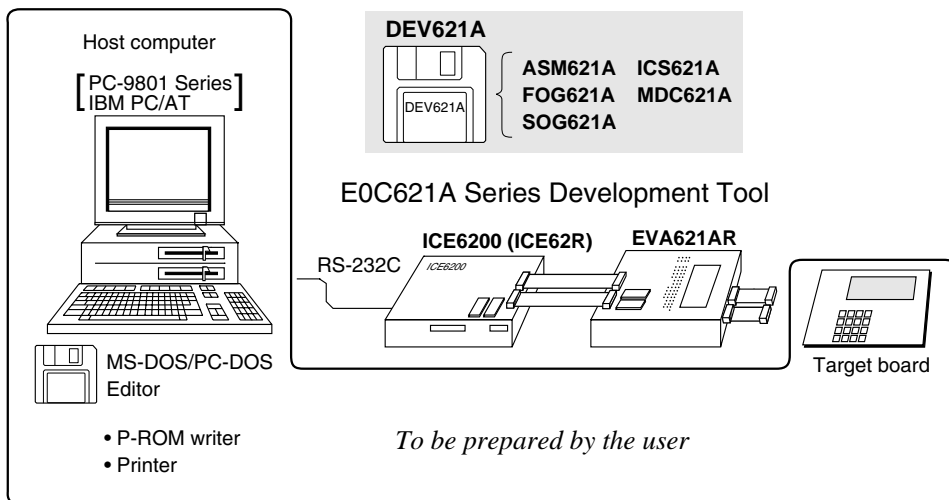 Host computer
[PC-9801 Series
IBM PC/AT]
DEV621A
DEV621A
ASM621A ICS621A
FOG621A MDC621A
SOG621A
E0C621A Series Development Tool
ICE6200 (ICE62R)
EVA621AR
RS-232C
ICE6200
Target board
MS-DOS/PC-DOS
Editor
• P-ROM writer
• Printer
To be prepared by the user